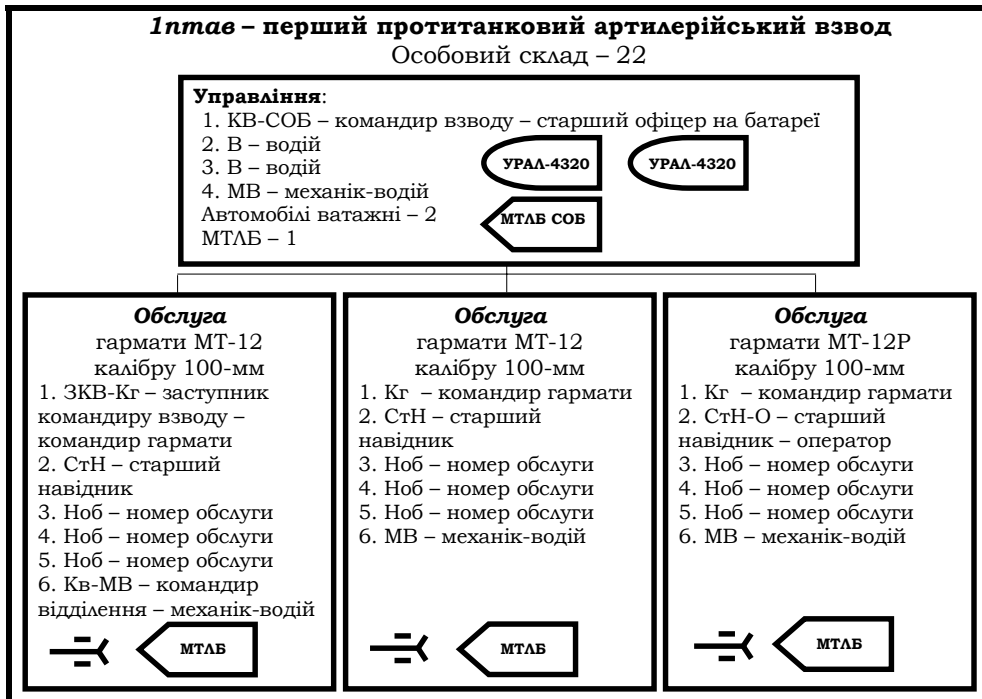 1птав – перший протитанковий артилерійський взвод
Особовий склад – 22
Управління:
1. КВ-СОБ – командир взводу – старший офіцер на батареї
2. В – водій
3. В – водій
4. МВ – механік-водій
Автомобілі ватажні – 2
МТЛБ – 1
УРАЛ-4320
УРАЛ-4320
МТЛБ СОБ
Обслуга
гармати МТ-12
калібру 100-мм
1. ЗКВ-Кг – заступник
командиру взводу –
командир гармати
2. СтН – старший
навідник
3. Ноб – номер обслуги
4. Ноб – номер обслуги
5. Ноб – номер обслуги
6. Кв-МВ – командир
відділення – механік-водій
МТЛБ
Обслуга
гармати МТ-12
калібру 100-мм
1. Кг – командир гармати
2. СтН – старший
навідник
3. Ноб – номер обслуги
4. Ноб – номер обслуги
5. Ноб – номер обслуги
6. МВ – механік-водій
МТЛБ
Обслуга
гармати МТ-12Р
калібру 100-мм
1. Кг – командир гармати
2. СтН-О – старший
навідник – оператор
3. Ноб – номер обслуги
4. Ноб – номер обслуги
5. Ноб – номер обслуги
6. МВ – механік-водій
МТЛБ